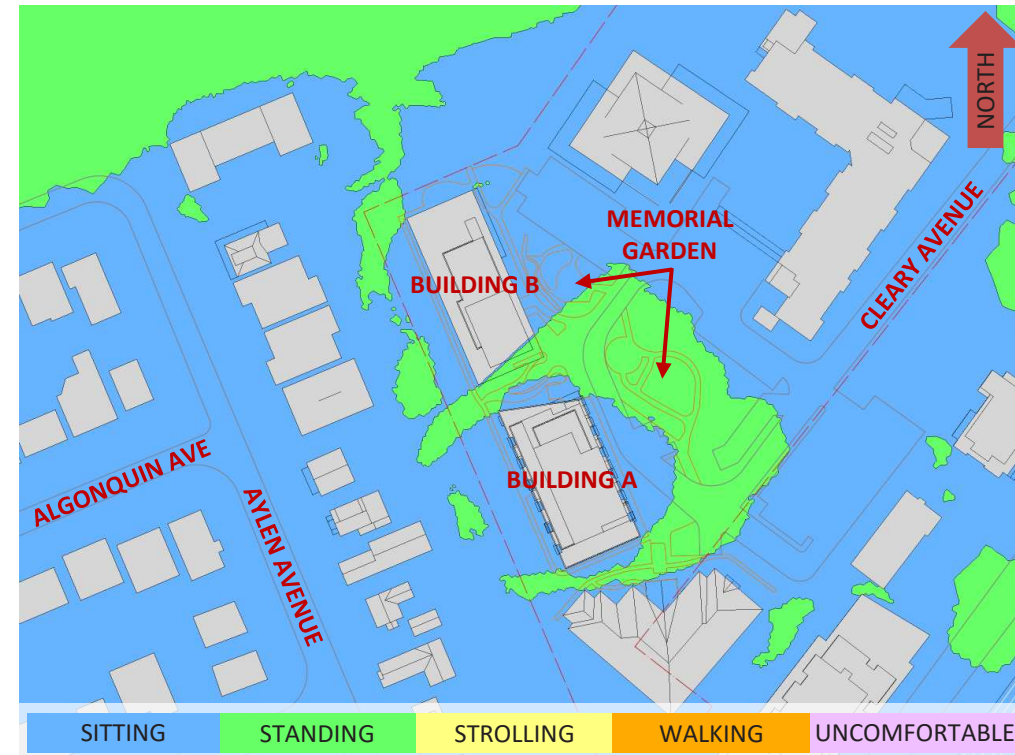 NORTH
MEMORIAL
GARDEN
BUILDING B
CLEARY AVENUE
BUILDING A
ALGONQUIN AVE
AYLEN AVENUE
SITTING
STANDING
STROLLING
WALKING
UNCOMFORTABLE